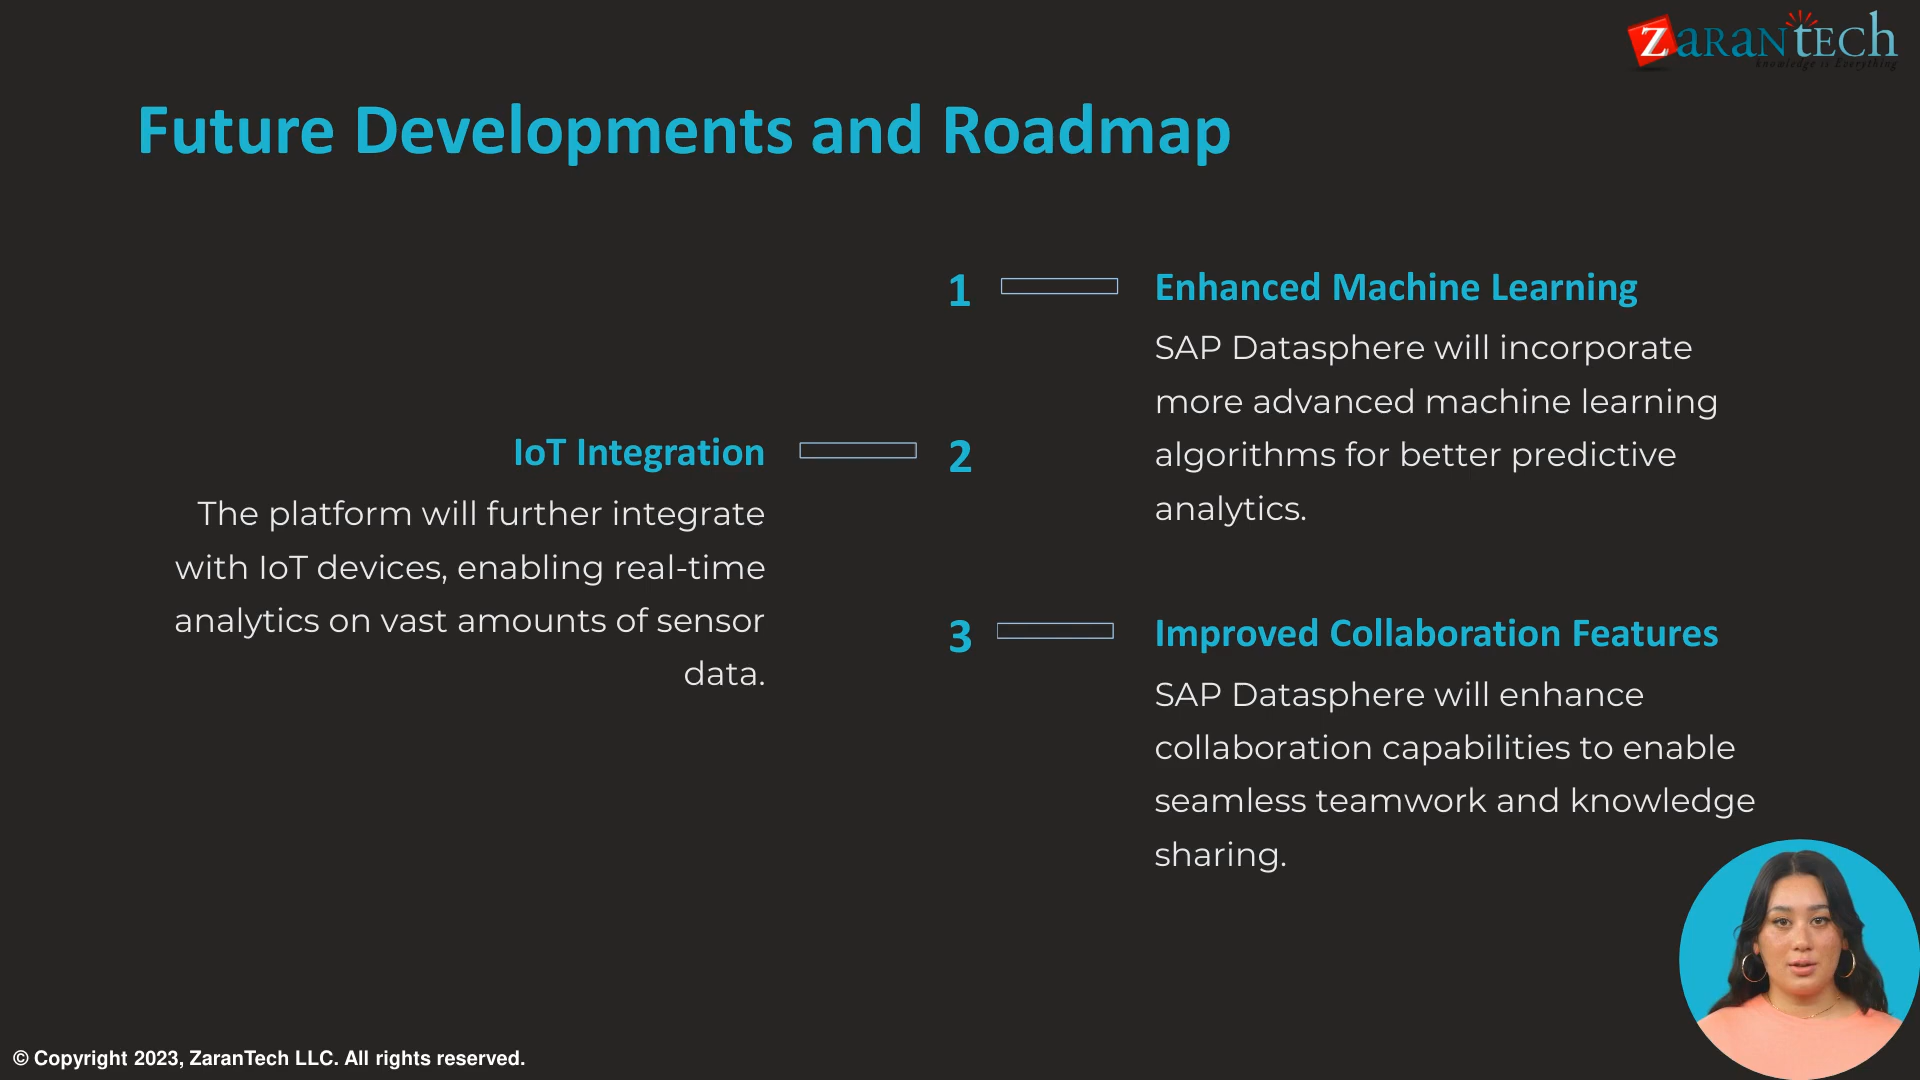 ZaranTech
Knowledge is Everything
Future Developments and Roadmap
1
Enhanced Machine Learning
SAP Datasphere will incorporate
more advanced machine learning
algorithms for better predictive
analytics.
IoT Integration
2
The platform will further integrate
with IoT devices, enabling real-time
analytics on vast amounts of sensor
data.
3
Improved Collaboration Features
SAP Datasphere will enhance
collaboration capabilities to enable
seamless teamwork and knowledge
sharing.
© Copyright 2023, ZaranTech LLC. All rights reserved.